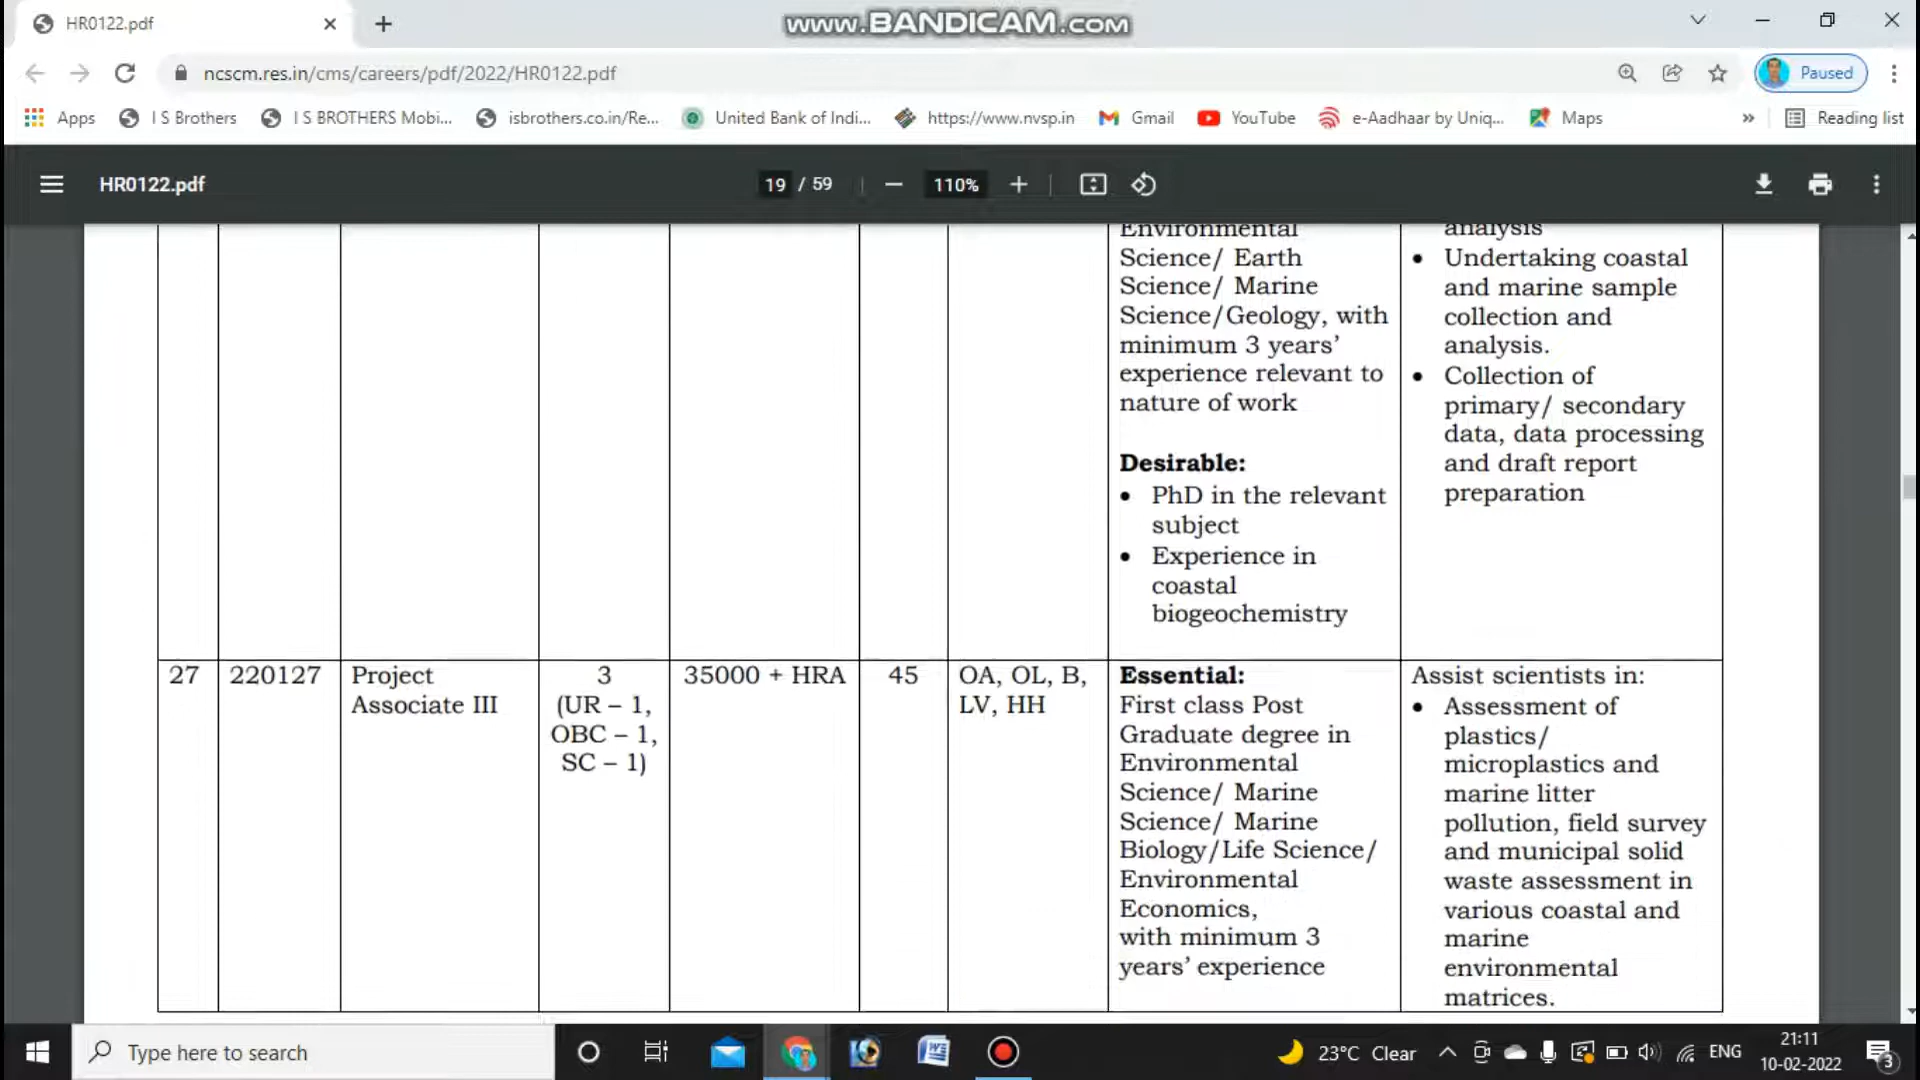 HR0122.pdf
www.BANDICAM.com
ncscm.res.in/cms/careers/pdf/2022/HR0122.pdf
Paused
Apps
I S Brothers
I S BROTHERS Mobi...
isbrothers.co.in/Re...
United Bank of Indi...
https://www.nvsp.in
Gmail
YouTube
e-Aadhaar by Uniq...
Maps
»
Reading list
HR0122.pdf
19 / 59
110%
Environmental
Science/ Earth
Science/ Marine
Science/Geology, with
minimum 3 years’
experience relevant to
nature of work
Desirable:
• PhD in the relevant
subject
• Experience in
coastal
biogeochemistry
analysis
• Undertaking coastal
and marine sample
collection and
analysis.
• Collection of
primary/ secondary
data, data processing
and draft report
preparation
27
220127
Project
Associate III
3
(UR – 1,
OBC – 1,
SC – 1)
35000 + HRA
45
OA, OL, B,
LV, HH
Essential:
First class Post
Graduate degree in
Environmental
Science/ Marine
Science/ Marine
Biology/Life Science/
Environmental
Economics,
with minimum 3
years’ experience
Assist scientists in:
• Assessment of
plastics/
microplastics and
marine litter
pollution, field survey
and municipal solid
waste assessment in
various coastal and
marine
environmental
matrices.
Type here to search
23°C Clear
ENG
21:11
10-02-2022
3